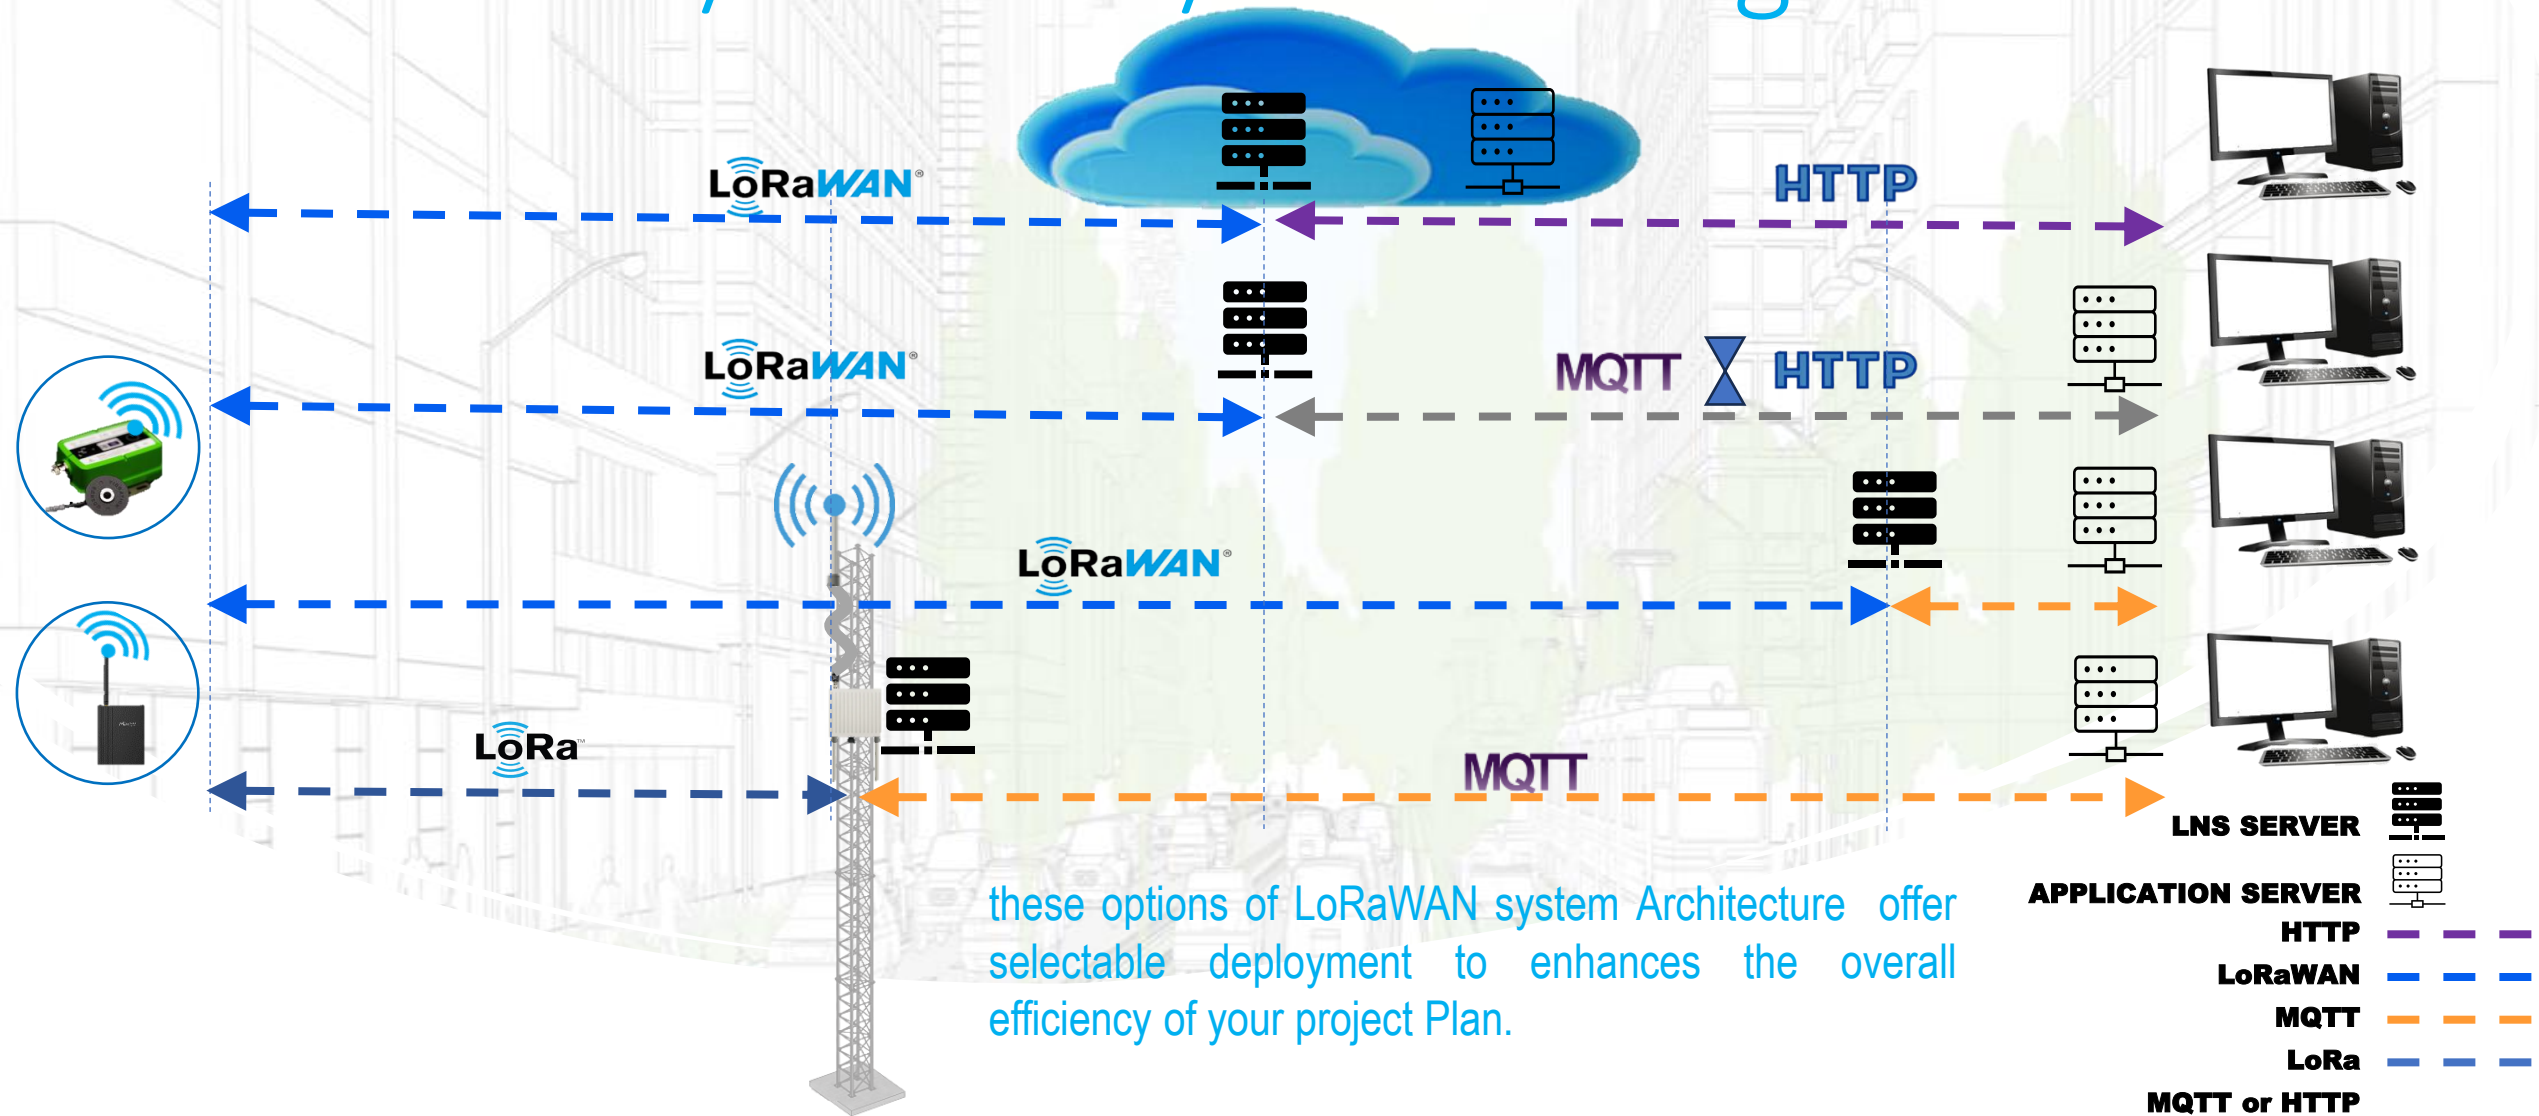 LoRaWAN®
HTTP
LoRaWAN®
MQTT HTTP
LoRaWAN®
LoRa™
MQTT
LNS SERVER
APPLICATION SERVER
these options of LoRaWAN system Architecture offer
selectable deployment to enhances the overall
efficiency of your project Plan.
HTTP
LoRaWAN
MQTT
LoRa
MQTT or HTTP